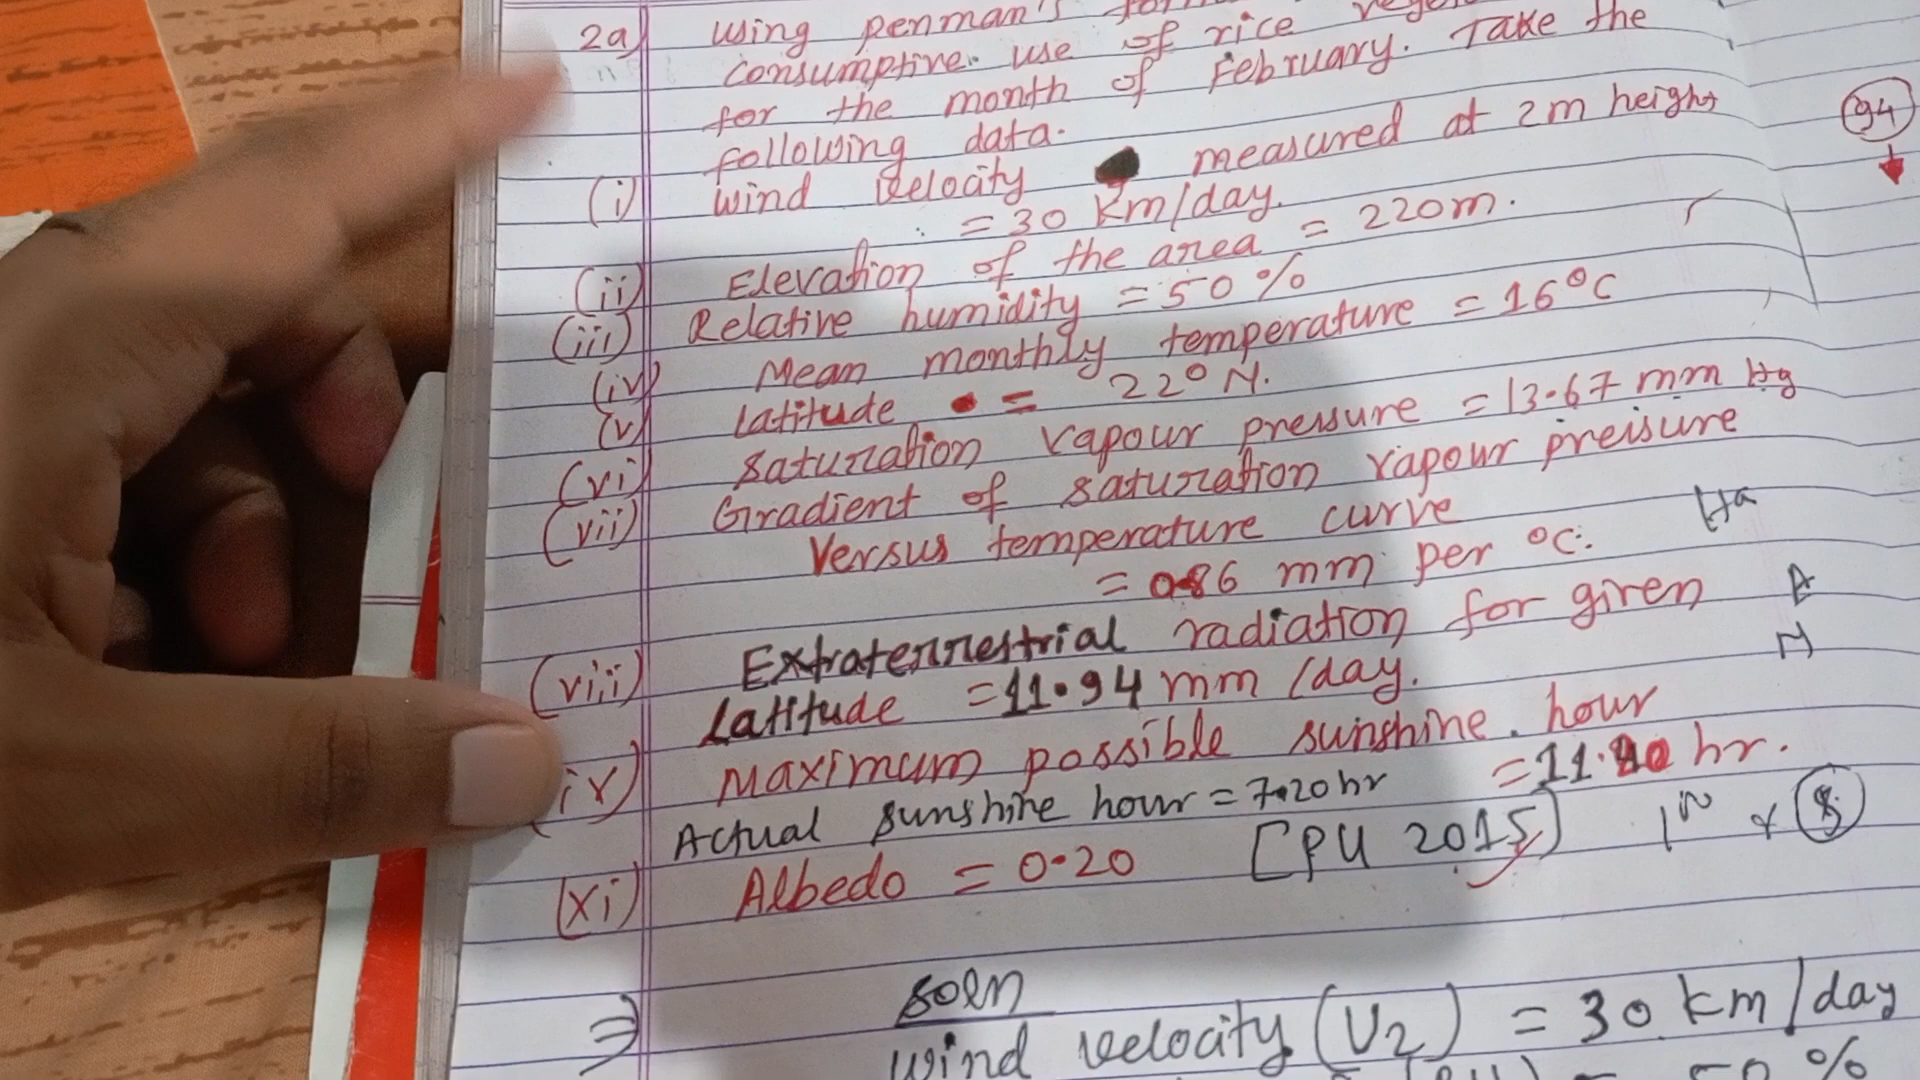 2a) Using penman's
consumptive use of rice
for the month of February. Take the
following data.
(i) Wind velocity measured at 2m height
= 30 Km/day.
(ii) Elevation of the area = 220m.
(iii) Relative humidity = 50%
(iv) Mean monthly temperature = 16°C
(v) Latitude = 22°N.
(vi) Saturation vapour pressure = 13.67 mm Hg
(vii) Gradient of saturation vapour pressure
Versus temperature curve
= 0.86 mm per °C.
(viii) Extraterrestrial radiation for given
Latitude = 11.94 mm/day.
(ix) Maximum possible sunshine hour
= 11.40 hr.
Actual sunshine hour = 7.20 hr
(xi) Albedo = 0.20 [PU 2015]
94
Ha
A
N
⇒ soln
Wind velocity (V2) = 30 km/day
50%